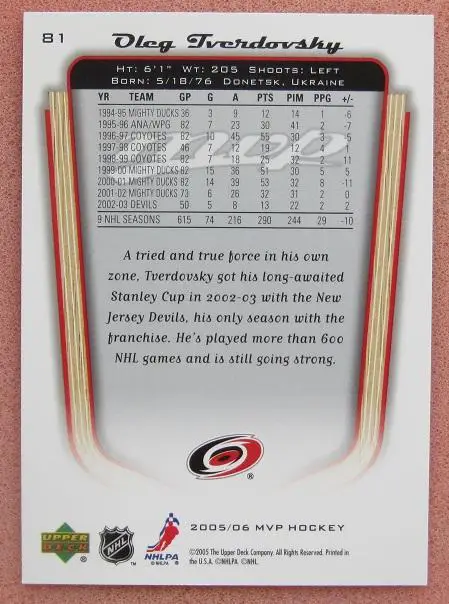 81 Oleg Tverdovsky
HT: 6'1" WT: 205 SHOOTS: LEFT
BORN: 5/18/76 DONETSK, UKRAINE
YR TEAM GP G A PTS PIM PPG +/-
1994-95 MIGHTY DUCKS 36 3 9 12 14 1 -6
1995-96 ANA/WPG 82 7 23 30 41 2 -7
1996-97 COYOTES 82 10 45 55 30 3 -5
1997-98 COYOTES 46 7 12 19 12 4 1
1998-99 COYOTES 82 7 18 25 32 2 11
1999-00 MIGHTY DUCKS 82 15 36 51 30 5 5
2000-01 MIGHTY DUCKS 82 14 39 53 32 8 -11
2001-02 MIGHTY DUCKS 73 6 26 32 31 2 0
2002-03 DEVILS 50 5 8 13 22 2 2
9 NHL SEASONS 615 74 216 290 244 29 -10
mvp
A tried and true force in his own
zone, Tverdovsky got his long-awaited
Stanley Cup in 2002-03 with the New
Jersey Devils, his only season with the
franchise. He's played more than 600
NHL games and is still going strong.
®
UPPER DECK NHL NHLPA 2005/06 MVP HOCKEY
©2005 The Upper Deck Company. All Rights Reserved. Printed in
the U.S.A. ©NHLPA. ©NHL.